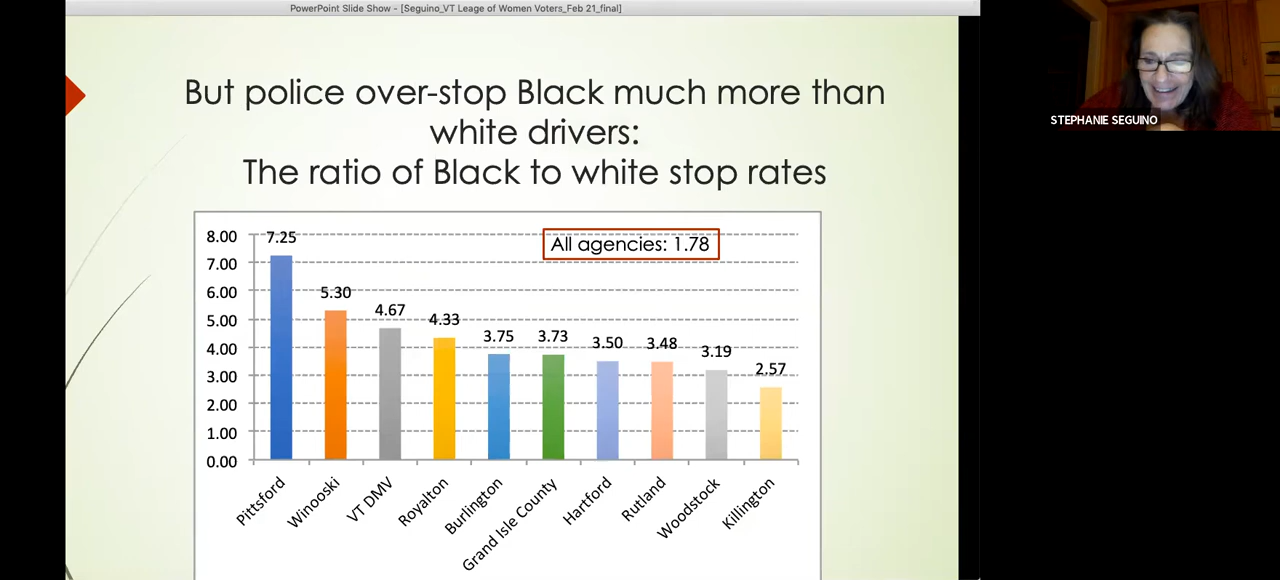 PowerPoint Slide Show - [Seguino_VT Leage of Women Voters_Feb 21_final]
But police over-stop Black much more than
white drivers:
The ratio of Black to white stop rates
STEPHANIE SEGUINO
All agencies: 1.78
8.00
7.00
6.00
5.00
4.00
3.00
2.00
1.00
0.00
7.25
5.30
4.67
4.33
3.75
3.73
3.50
3.48
3.19
2.57
Pittsford
Winooski
VT DMV
Royalton
Burlington
Grand Isle County
Hartford
Rutland
Woodstock
Killington